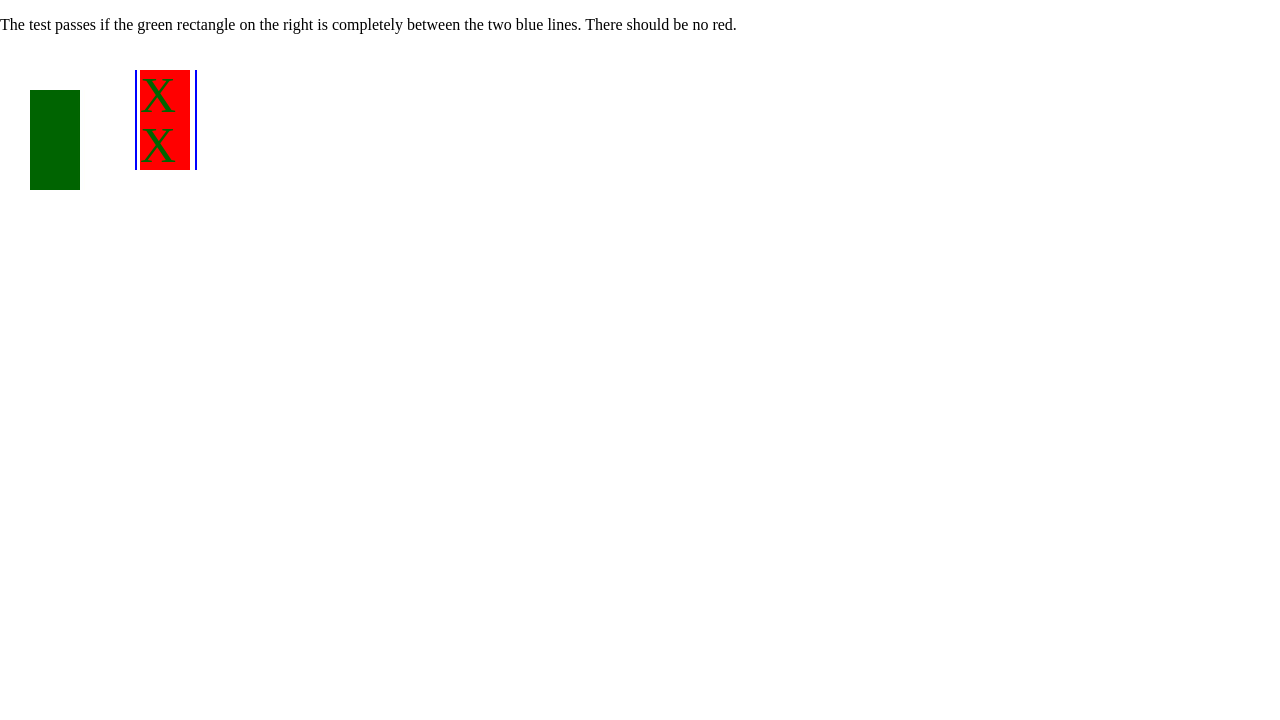 The test passes if the green rectangle on the right is completely between the two blue lines. There should be no red.
X
X